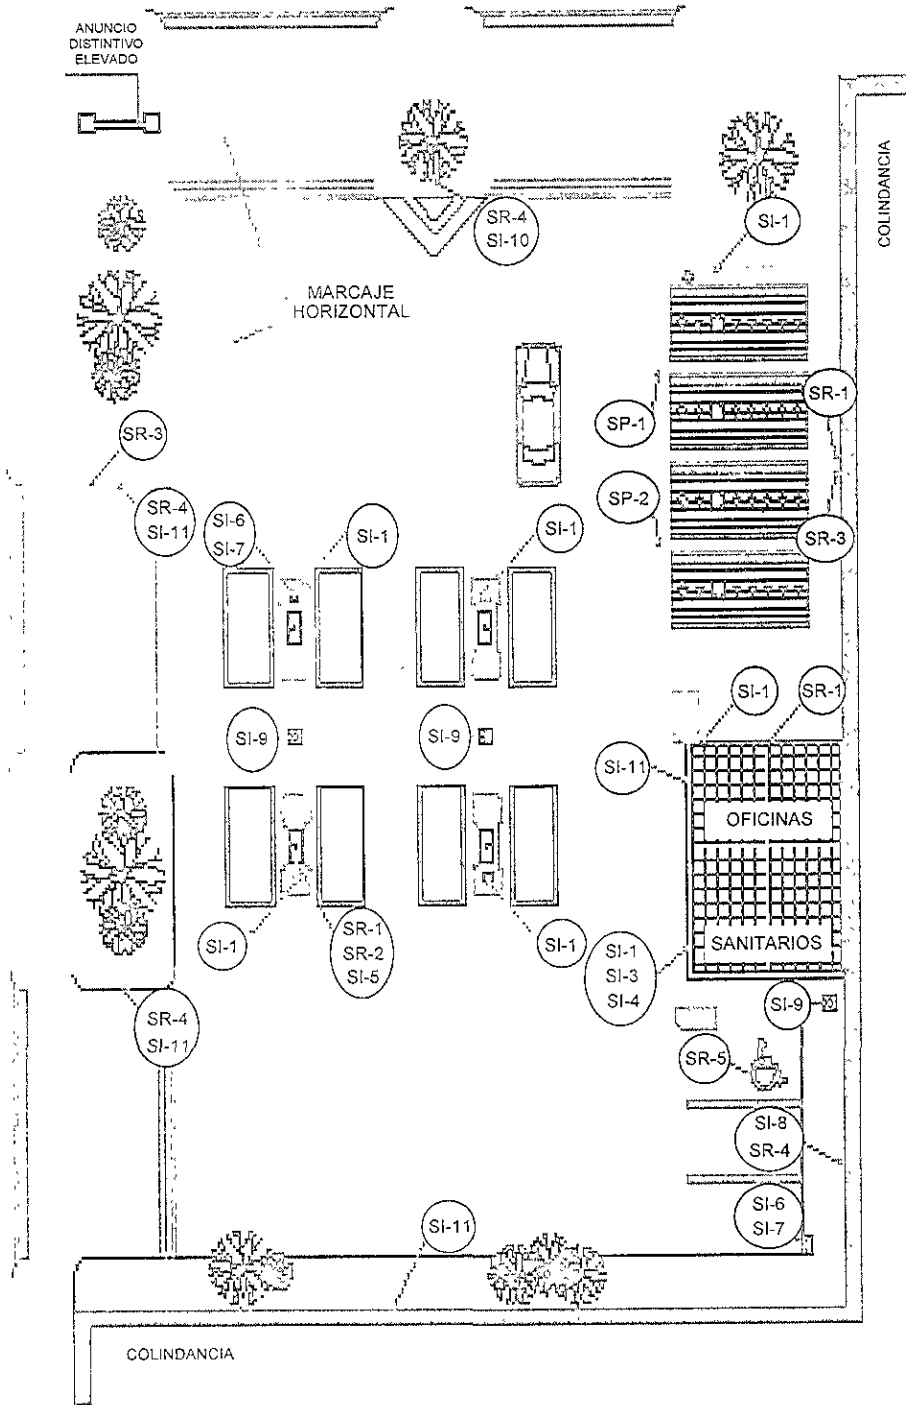 ANUNCIO
DISTINTIVO
ELEVADO
COLINDANCIA
SR-4
SI-10
SI-1
MARCAJE
HORIZONTAL
SR-1
SP-1
SR-3
SP-2
SR-4
SI-11
SI-6
SI-7
SI-1
SI-1
SR-3
SI-1
SR-1
SI-9
SI-9
SI-11
OFICINAS
SANITARIOS
SI-1
SR-1
SR-2
SI-5
SI-1
SI-1
SI-3
SI-4
SI-9
SR-4
SI-11
SR-5
SI-8
SR-4
SI-6
SI-7
SI-11
COLINDANCIA